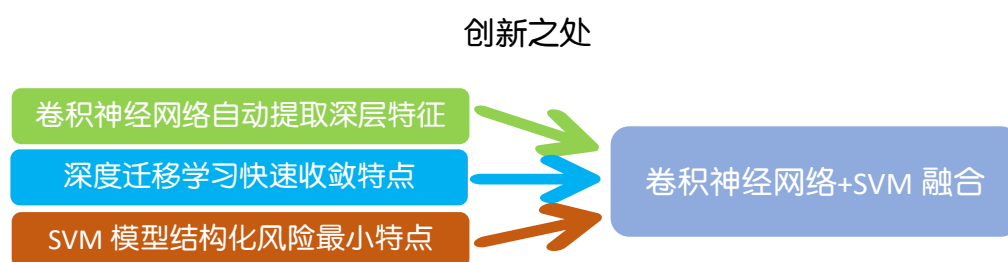 创新之处
卷积神经网络自动提取深层特征
深度迁移学习快速收敛特点
SVM 模型结构化风险最小特点
卷积神经网络+SVM 融合